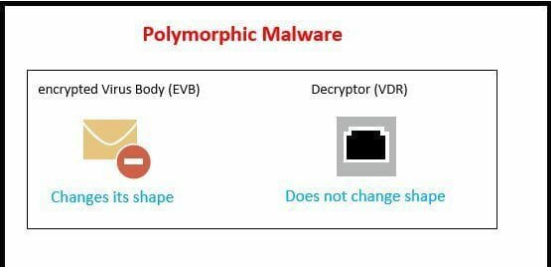 Polymorphic Malware
encrypted Virus Body (EVB)
Decryptor (VDR)
Changes its shape
Does not change shape